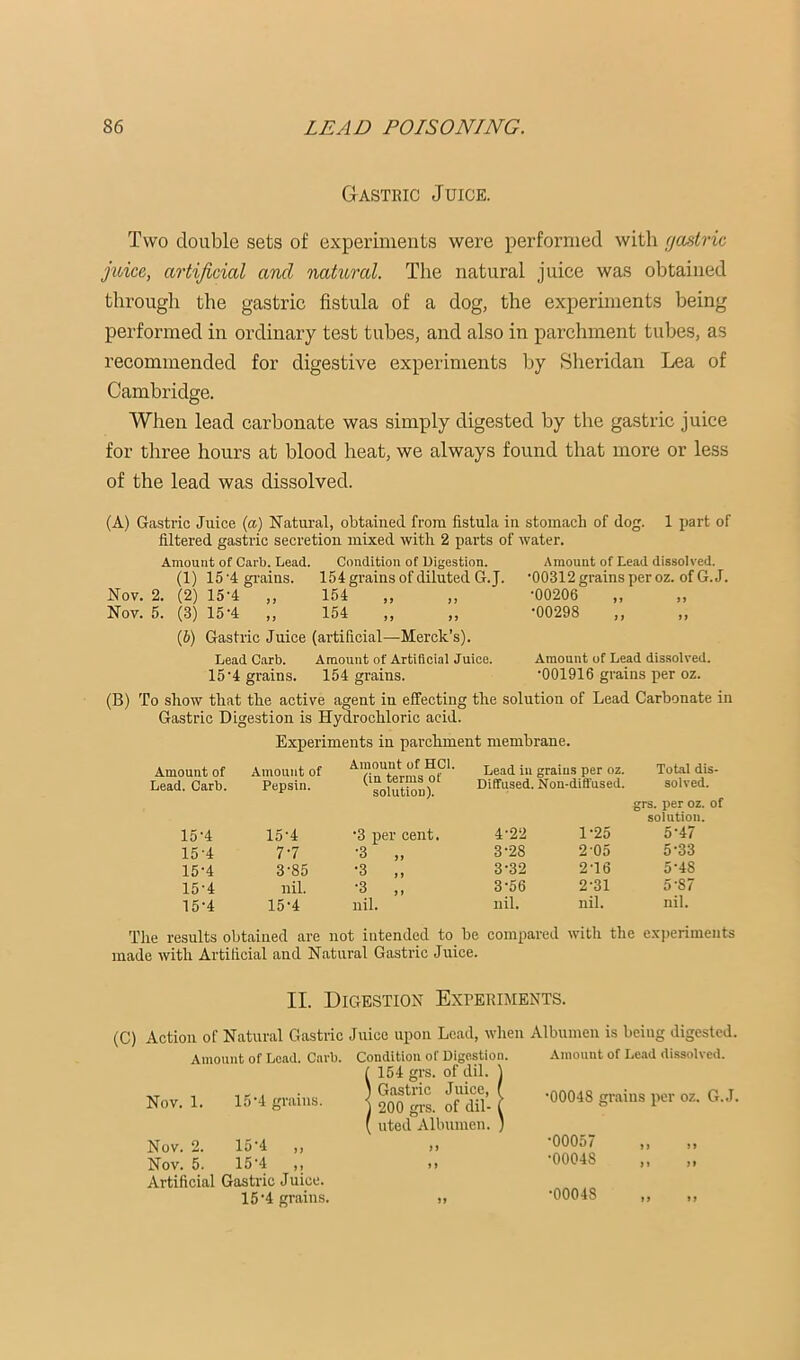 86 LEAD POISONING.
Gastric Juice.
Two double sets of experiments were performed with gastric
juice, artificial and natural. The natural juice was obtained
through the gastric fistula of a dog, the experiments being
performed in ordinary test tubes, and also in parchment tubes, as
recommended for digestive experiments by Sheridan Lea of
Cambridge.
When lead carbonate was simply digested by the gastric juice
for three hours at blood heat, we always found that more or less
of the lead was dissolved.
(A) Gastric Juice (a) Natural, obtained from fistula in stomach of dog. 1 part of
filtered gastric secretion mixed with 2 parts of water.
Amount of Carb. Lead. Condition of Digestion. Amount of Lead dissolved.
(1) 15·4 grains. 154 grains of diluted G.J. ·00312 grains per oz. of G.J.
Nov. 2. (2) 15·4 ,, 154 ,, ,, ·00206 ,, ,,
Nov. 5. (3) 15·4 ,, 154 ,, ,, ·00298 ,, ,,
(b) Gastric Juice (artificial—Merck's).
Lead Carb. Amount of Artificial Juice. Amount of Lead dissolved.
15·4 grains. 154 grains. ·001916 grains per oz.
(B) To show that the active agent in effecting the solution of Lead Carbonate in
Gastric Digestion is Hydrochloric acid.
Experiments in parchment membrane.
Amount of Lead. Carb. Amount of Pepsin. Amount of HCl. (in terms of solution). Lead in grains per oz. Diffused. Non-diffused. Total dissolved.
grs. per oz. of
solution.
15·4 15·4 ·3 per cent. 4·22 1·25 5·47
15·4 7·7 ·3 ,, 3·28 2·05 5·33
15·4 3·85 ·3 ,, 3·32 2·16 5·48
15·4 nil. ·3 ,, 3·56 2·31 5·87
15·4 15·4 nil. nil. nil. nil.
The results obtained are not intended to be compared with the experiments
made with Artificial and Natural Gastric Juice.
II. Digestion Experiments.
(C) Action of Natural Gastric Juice upon Lead, when Albumen is being digested.
Amount of Lead. Carb. Condition of Digestion. Amount of Lead dissolved.
Nov. 1. 15·4 grains. { 154 grs. of dil. Gastric Juice, 200 grs. of diluted Albumen. } ·00048 grains per oz. G.J.
Nov. 2. 15·4 ,, ,, ·00057 ,, ,,
Nov. 5. 15·4 ,, ,, ·00048 ,, ,,
Artificial Gastric Juice.
15·4 grains. ,, ·00048 ,, ,,